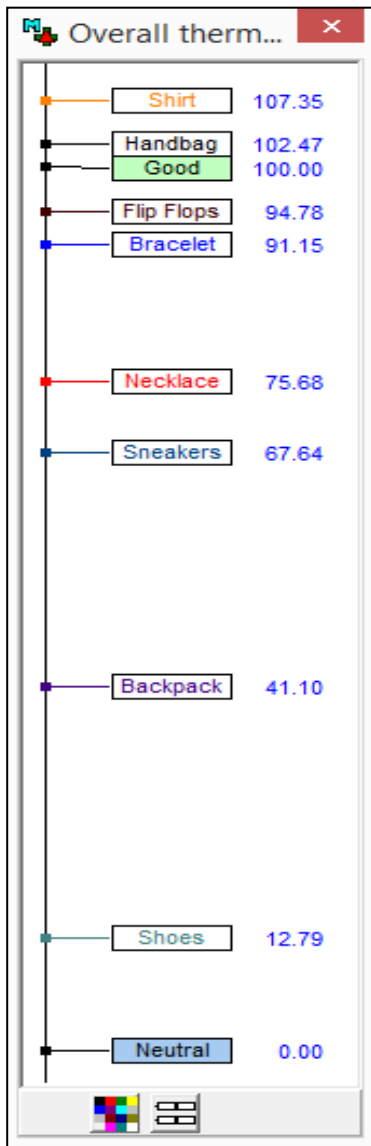 Overall therm...
Shirt 107.35
Handbag 102.47
Good 100.00
Flip Flops 94.78
Bracelet 91.15
Necklace 75.68
Sneakers 67.64
Backpack 41.10
Shoes 12.79
Neutral 0.00